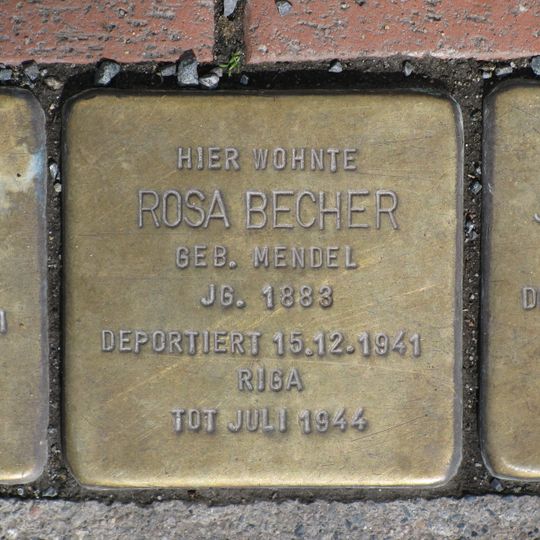 HIER WOHNTE
ROSA BECHER
GEB. MENDEL
JG. 1883
DEPORTIERT 15.12.1941
RIGA
TOT JULI 1944